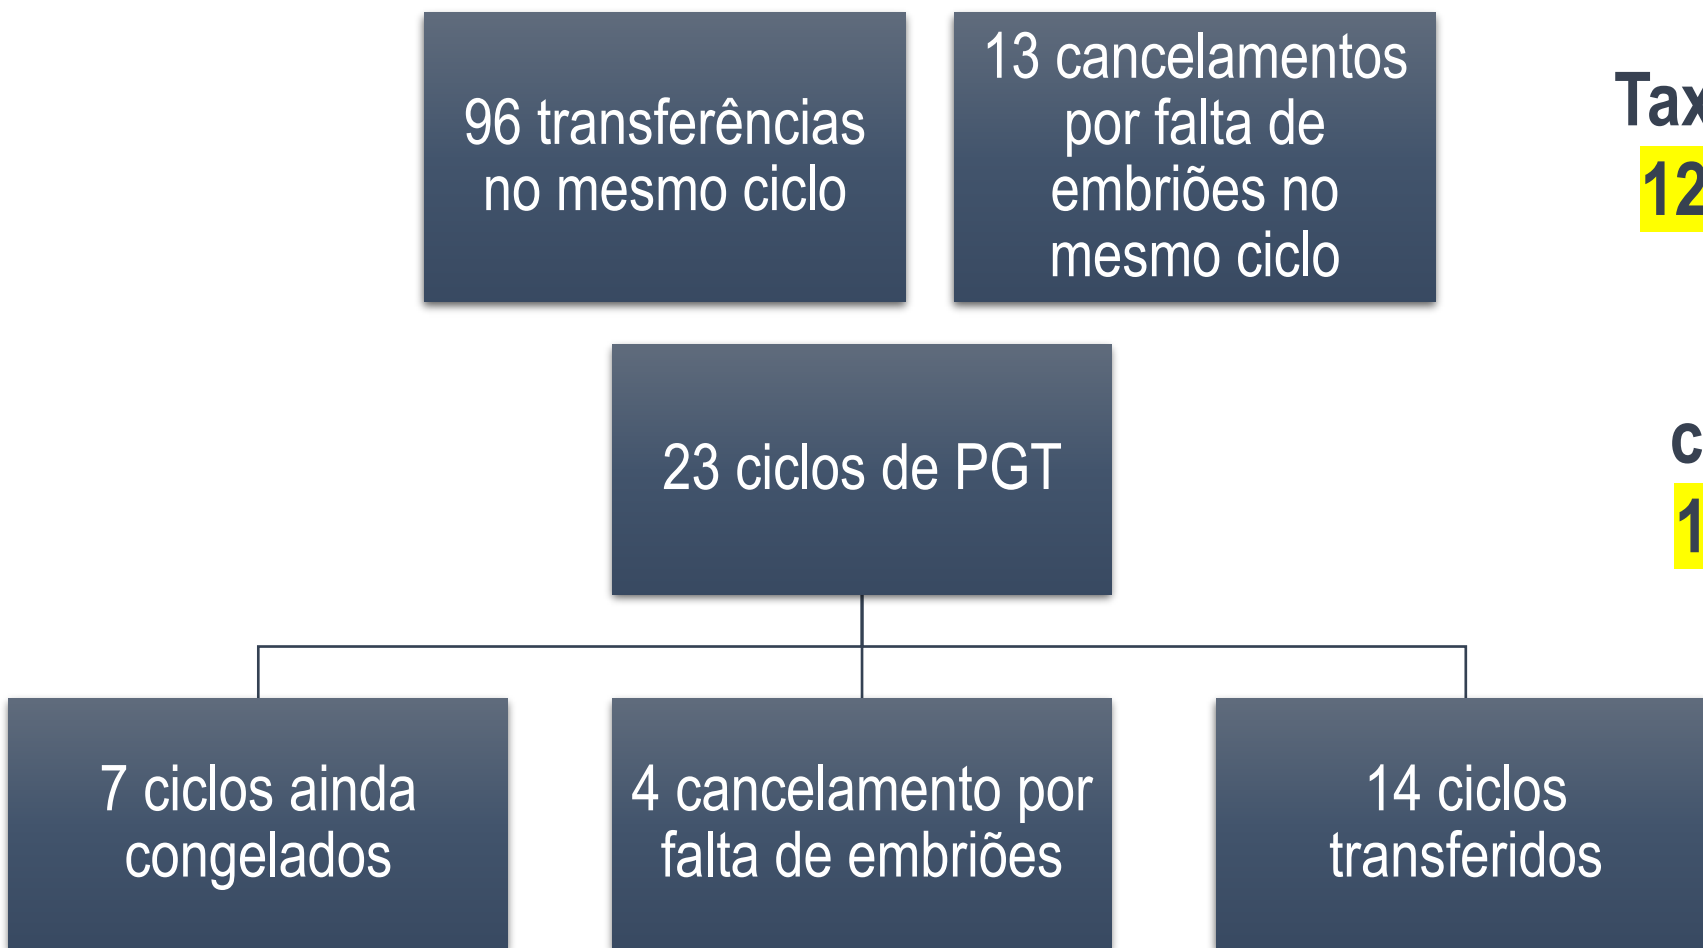 96 transferências
no mesmo ciclo
13 cancelamentos
por falta de
embriões no
mesmo ciclo
23 ciclos de PGT
7 ciclos ainda
congelados
4 cancelamento por
falta de embriões
14 ciclos
transferidos